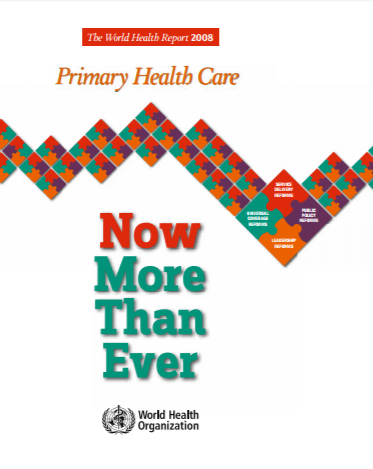 The World Health Report 2008
Primary Health Care
SERVICE
DELIVERY
REFORMS
UNIVERSAL
COVERAGE
REFORMS
PUBLIC
POLICY
REFORMS
LEADERSHIP
REFORMS
Now
More
Than
Ever
World Health
Organization